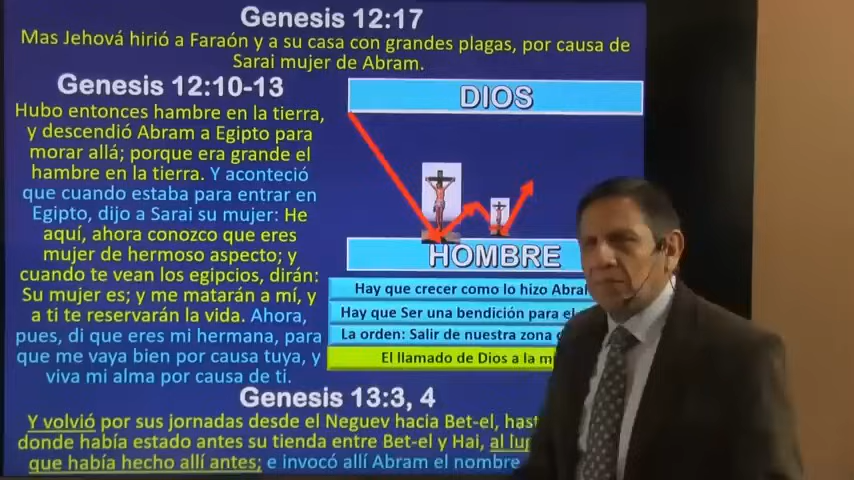 Genesis 12:17
Mas Jehová hirió a Faraón y a su casa con grandes plagas, por causa de
Sarai mujer de Abram.
Genesis 12:10-13
Hubo entonces hambre en la tierra,
y descendió Abram a Egipto para
morar allá; porque era grande el
hambre en la tierra. Y aconteció
que cuando estaba para entrar en
Egipto, dijo a Sarai su mujer: He
aquí, ahora conozco que eres
mujer de hermoso aspecto; y
cuando te vean los egipcios, dirán:
Su mujer es; y me matarán a mí, y
a ti te reservarán la vida. Ahora,
pues, di que eres mi hermana, para
que me vaya bien por causa tuya, y
viva mi alma por causa de ti.
DIOS
HOMBRE
Hay que crecer como lo hizo
Hay que Ser una bendición para el
La orden: Salir de nuestra zona
El llamado de Dios a la
Genesis 13:3, 4
Y volvió por sus jornadas desde el Neguev hacia Bet-el,
donde había estado antes su tienda entre Bet-el y Hai,
que había hecho allí antes; e invocó allí Abram el nombre